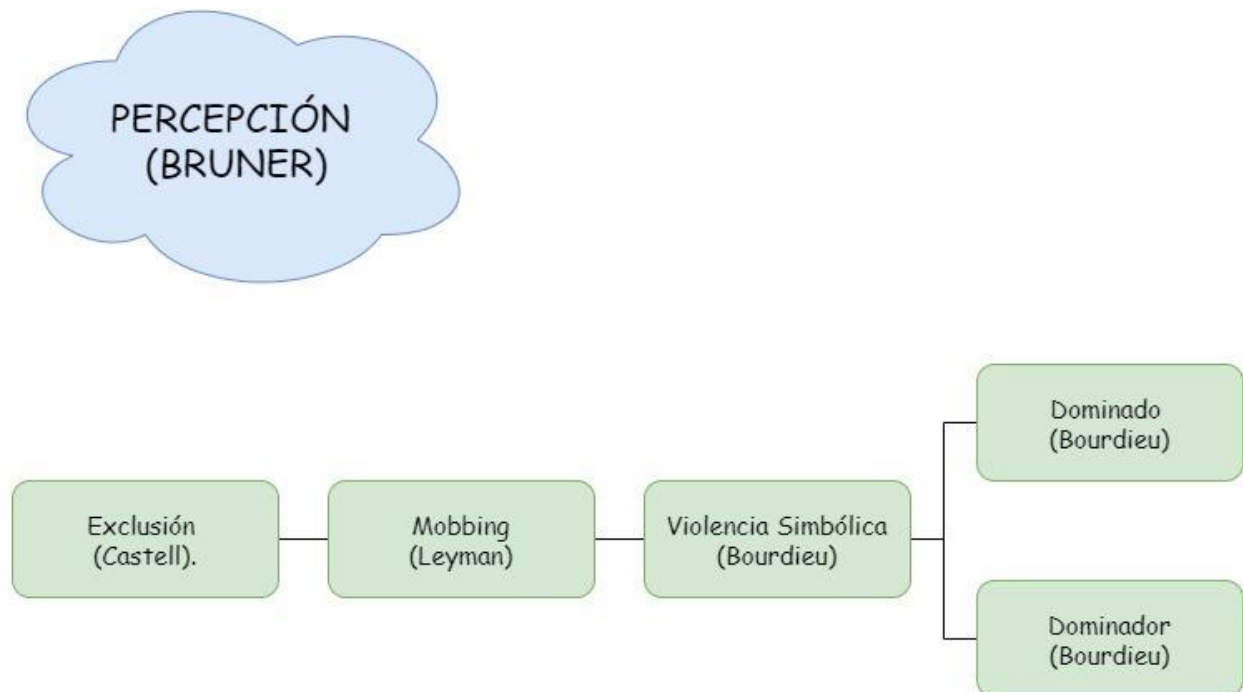 PERCEPCIÓN
(BRUNER)
Exclusión
(Castell).
Mobbing
(Leyman)
Violencia Simbólica
(Bourdieu)
Dominado
(Bourdieu)
Dominador
(Bourdieu)